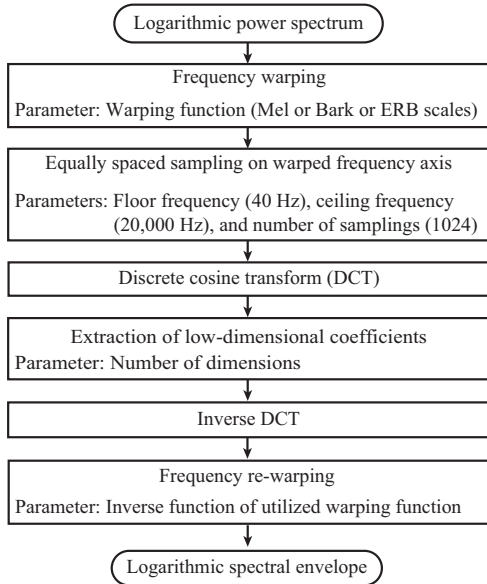 Logarithmic power spectrum
Frequency warping
Parameter: Warping function (Mel or Bark or ERB scales)
Equally spaced sampling on warped frequency axis
Parameters: Floor frequency (40 Hz), ceiling frequency
(20,000 Hz), and number of samplings (1024)
Discrete cosine transform (DCT)
Extraction of low-dimensional coefficients
Parameter: Number of dimensions
Inverse DCT
Frequency re-warping
Parameter: Inverse function of utilized warping function
Logarithmic spectral envelope